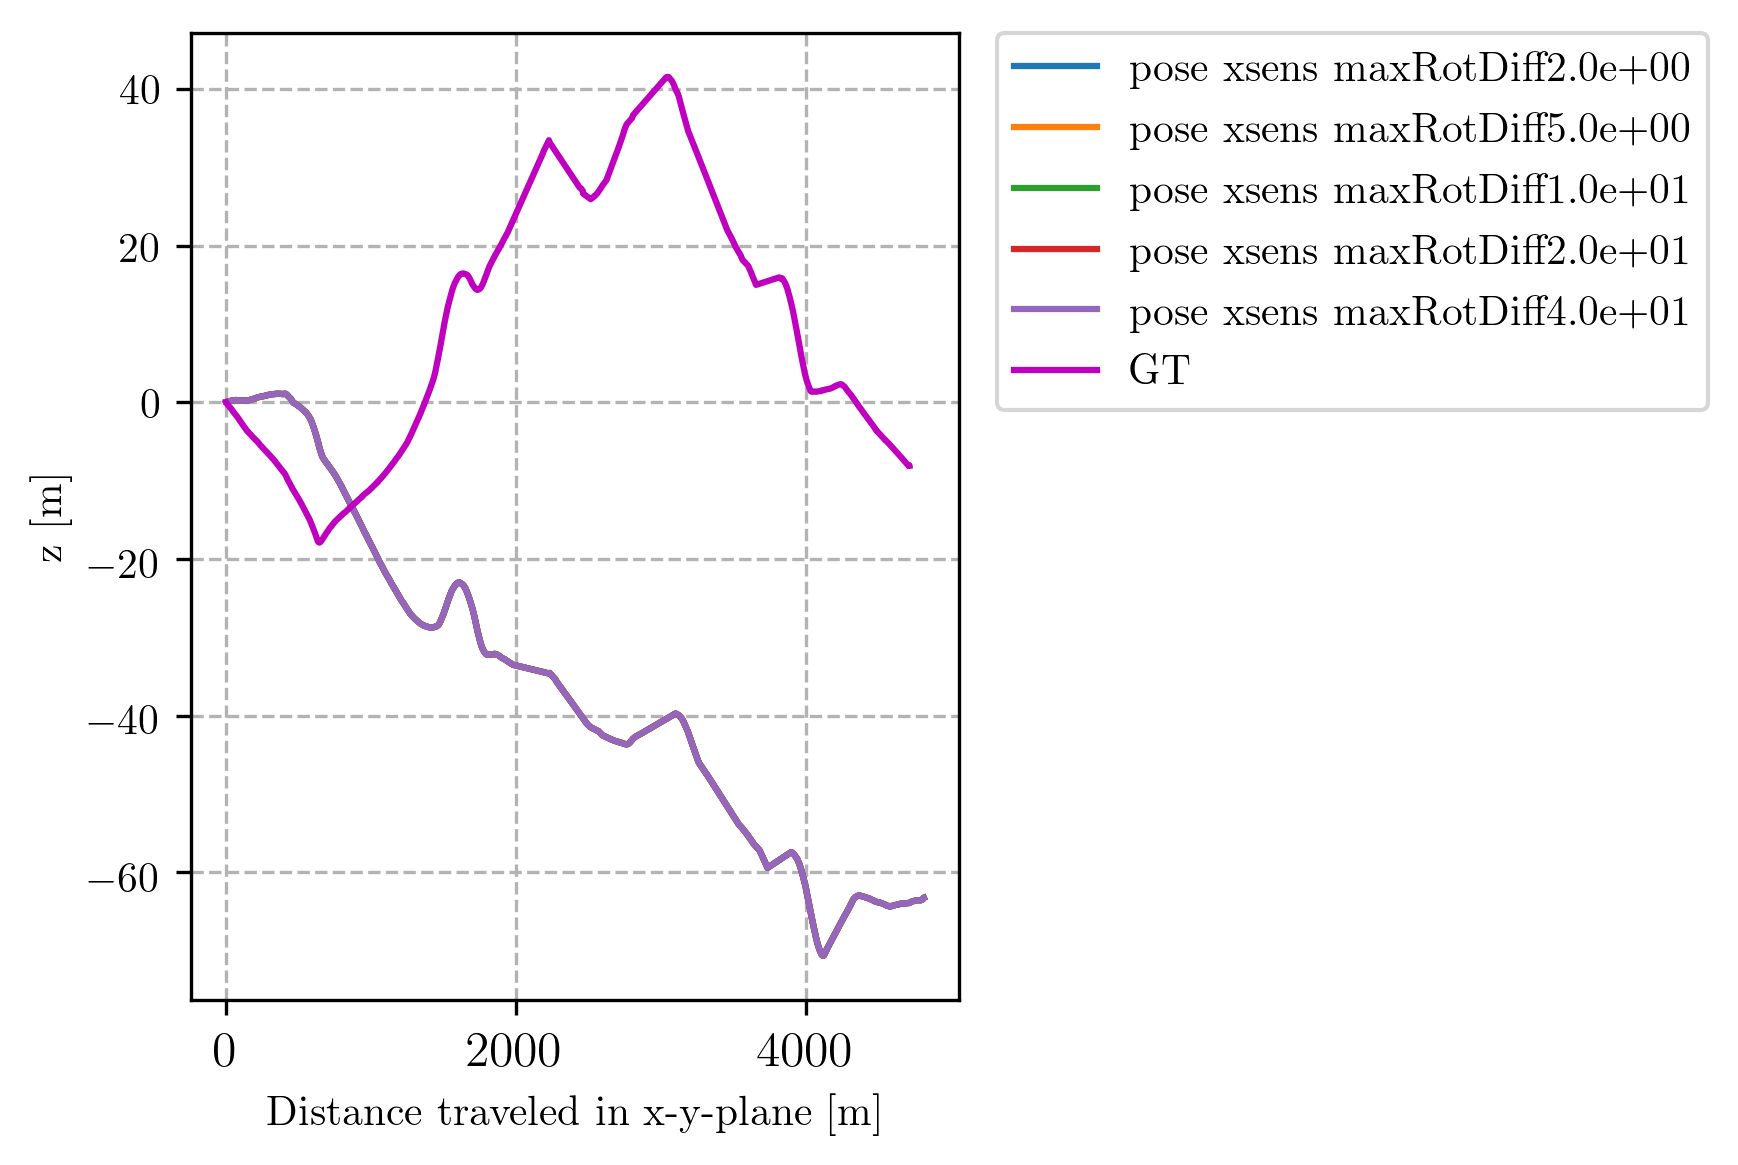 40
20
0
−20
−40
−60
z [m]
0 2000 4000
Distance traveled in x-y-plane [m]
pose xsens maxRotDiff2.0e+00
pose xsens maxRotDiff5.0e+00
pose xsens maxRotDiff1.0e+01
pose xsens maxRotDiff2.0e+01
pose xsens maxRotDiff4.0e+01
GT